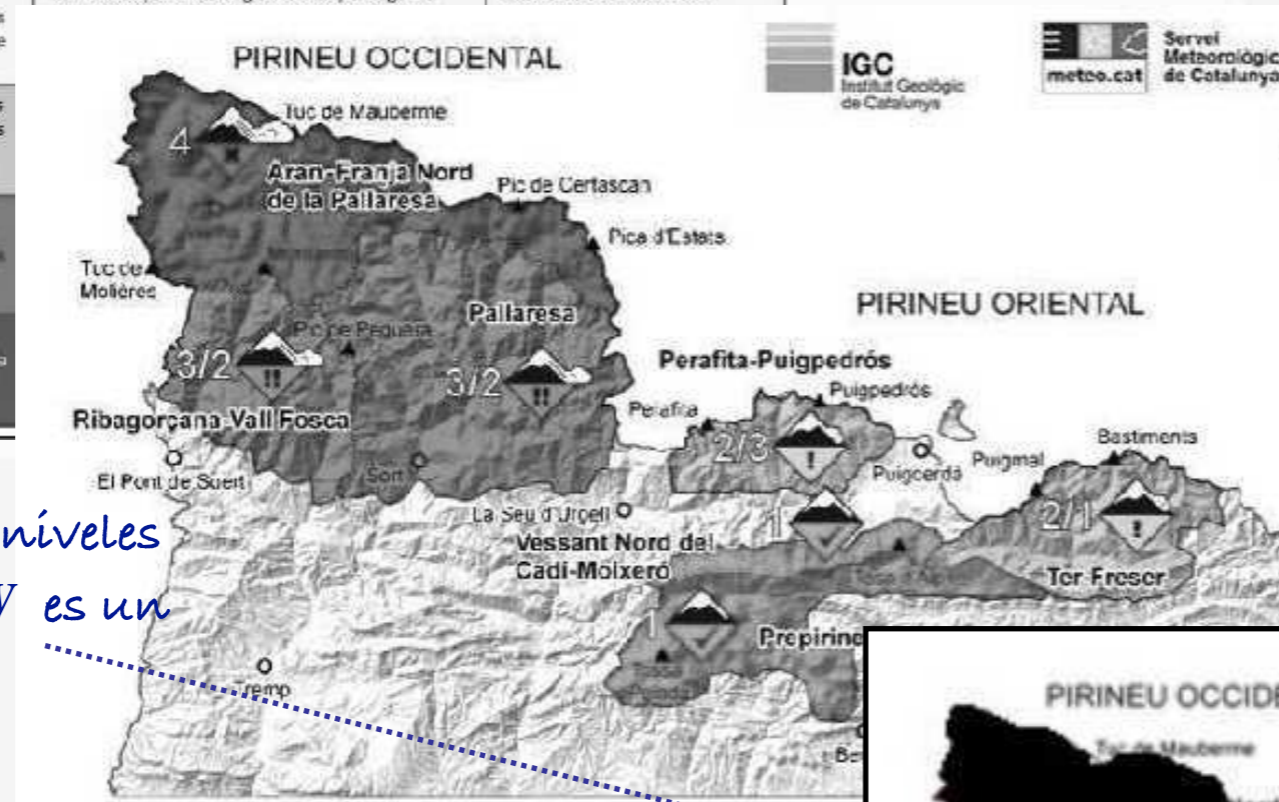 PIRINEU OCCIDENTAL
IGC
Institut Geològic
de Catalunya
meteo.cat
Servei
Meteorològic
de Catalunya
Tuc de Mauberme
4
Aran-Franja Nord
de la Pallaresa
Pic de Certascan
Pica d'Estats
Tuc de
Molières
PIRINEU ORIENTAL
Pallaresa
Pic de Peguera
3/2
3/2
Perafita-Puigpedrós
Puigpedrós
Ribagorçana-Vall Fosca
Perafita
2/3
Bastiments
El Pont de Suert
Sort
Puigcerdà
Puigmal
La Seu d'Urgell
1
2/1
niveles
Vessant Nord del
Cadí-Moixeró
Ter Freser
y es un
1
Prepirine
Tremp
PIRINEU OCCIDE
Tuc de Mauberme